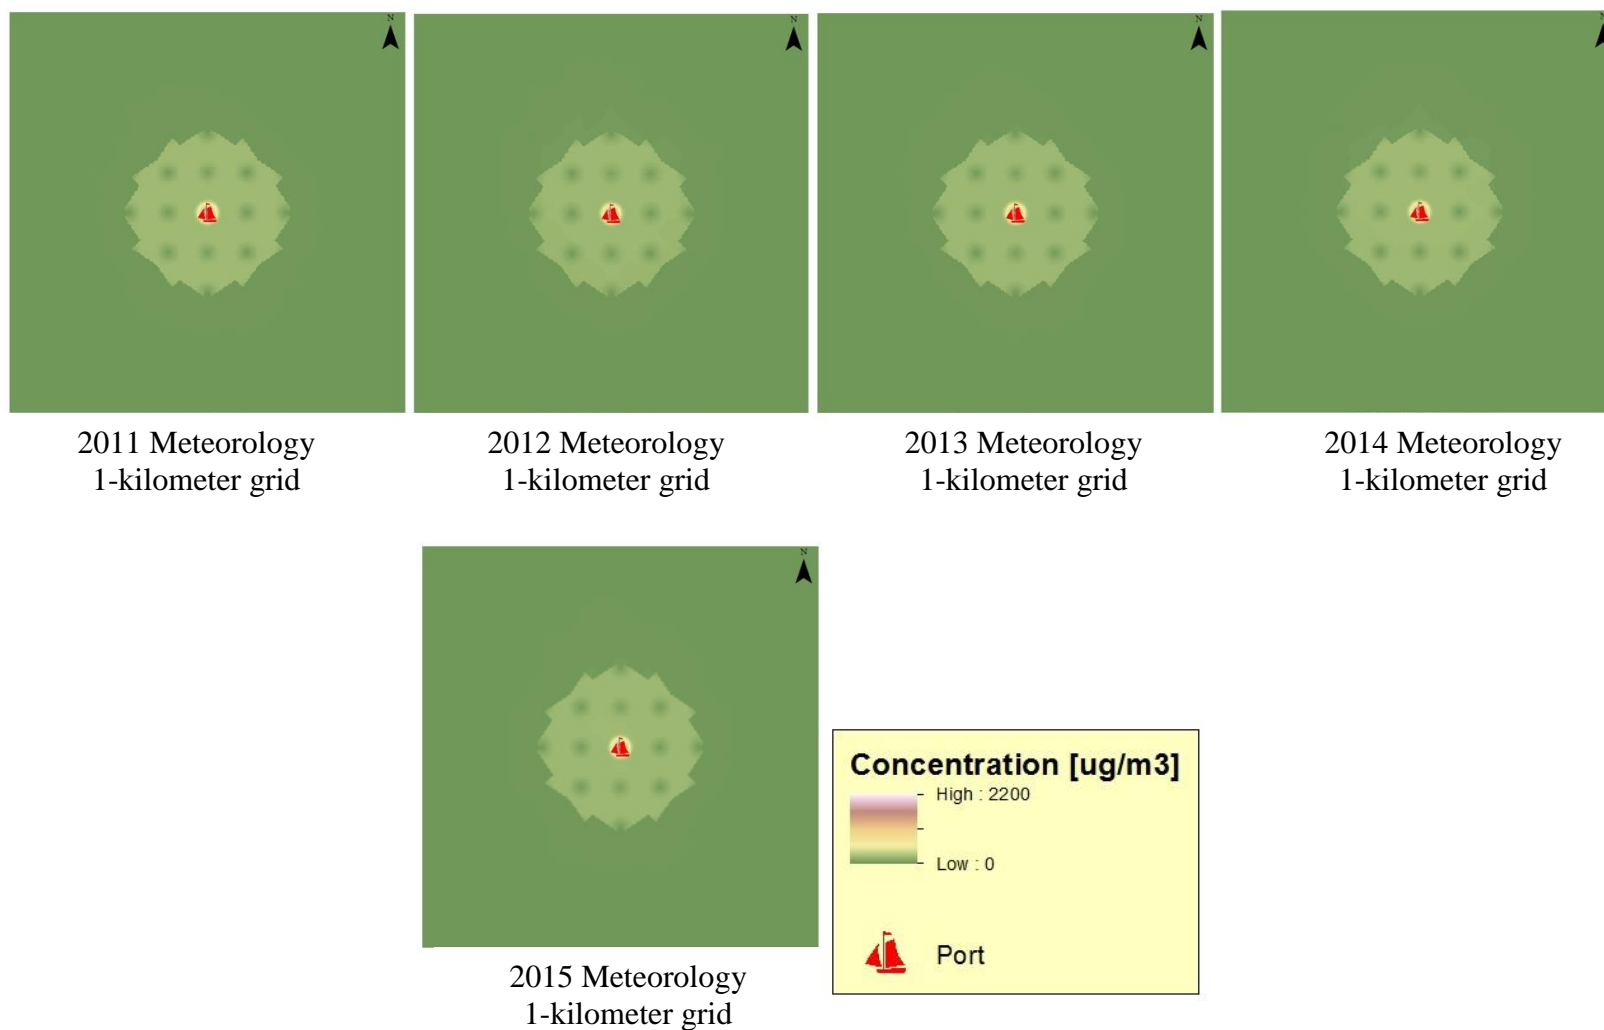 N
N
N
N
2011 Meteorology
1-kilometer grid
2012 Meteorology
1-kilometer grid
2013 Meteorology
1-kilometer grid
2014 Meteorology
1-kilometer grid
N
2015 Meteorology
1-kilometer grid
Concentration [ug/m3]
High : 2200
Low : 0
Port